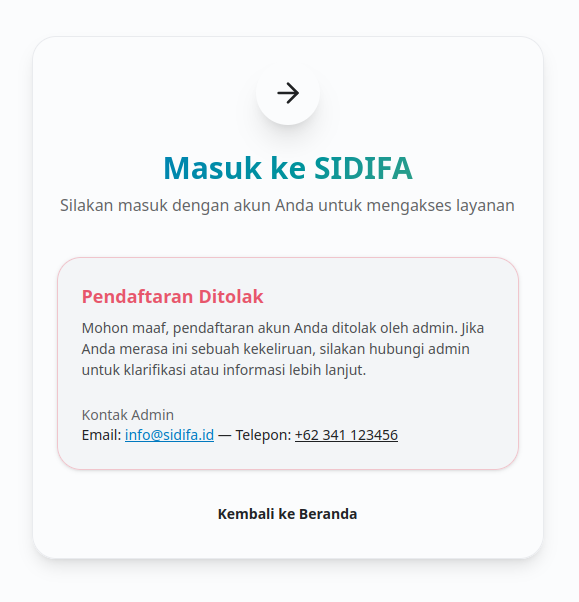 Masuk ke SIDIFA
Silakan masuk dengan akun Anda untuk mengakses layanan
Pendaftaran Ditolak
Mohon maaf, pendaftaran akun Anda ditolak oleh admin. Jika
Anda merasa ini sebuah kekeliruan, silakan hubungi admin
untuk klarifikasi atau informasi lebih lanjut.
Kontak Admin
Email: info@sidifa.id — Telepon: +62 341 123456
Kembali ke Beranda